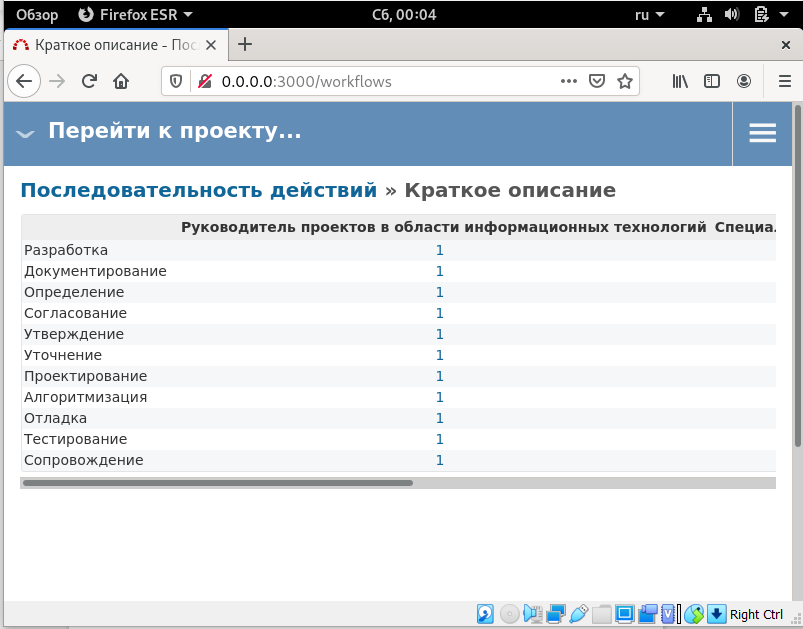 Обзор Firefox ESR Сб, 00:04 ru
Краткое описание - Пос
0.0.0.0:3000/workflows
Перейти к проекту...
Последовательность действий » Краткое описание
Руководитель проектов в области информационных технологий Специал
Разработка 1
Документирование 1
Определение 1
Согласование 1
Утверждение 1
Уточнение 1
Проектирование 1
Алгоритмизация 1
Отладка 1
Тестирование 1
Сопровождение 1
Right Ctrl